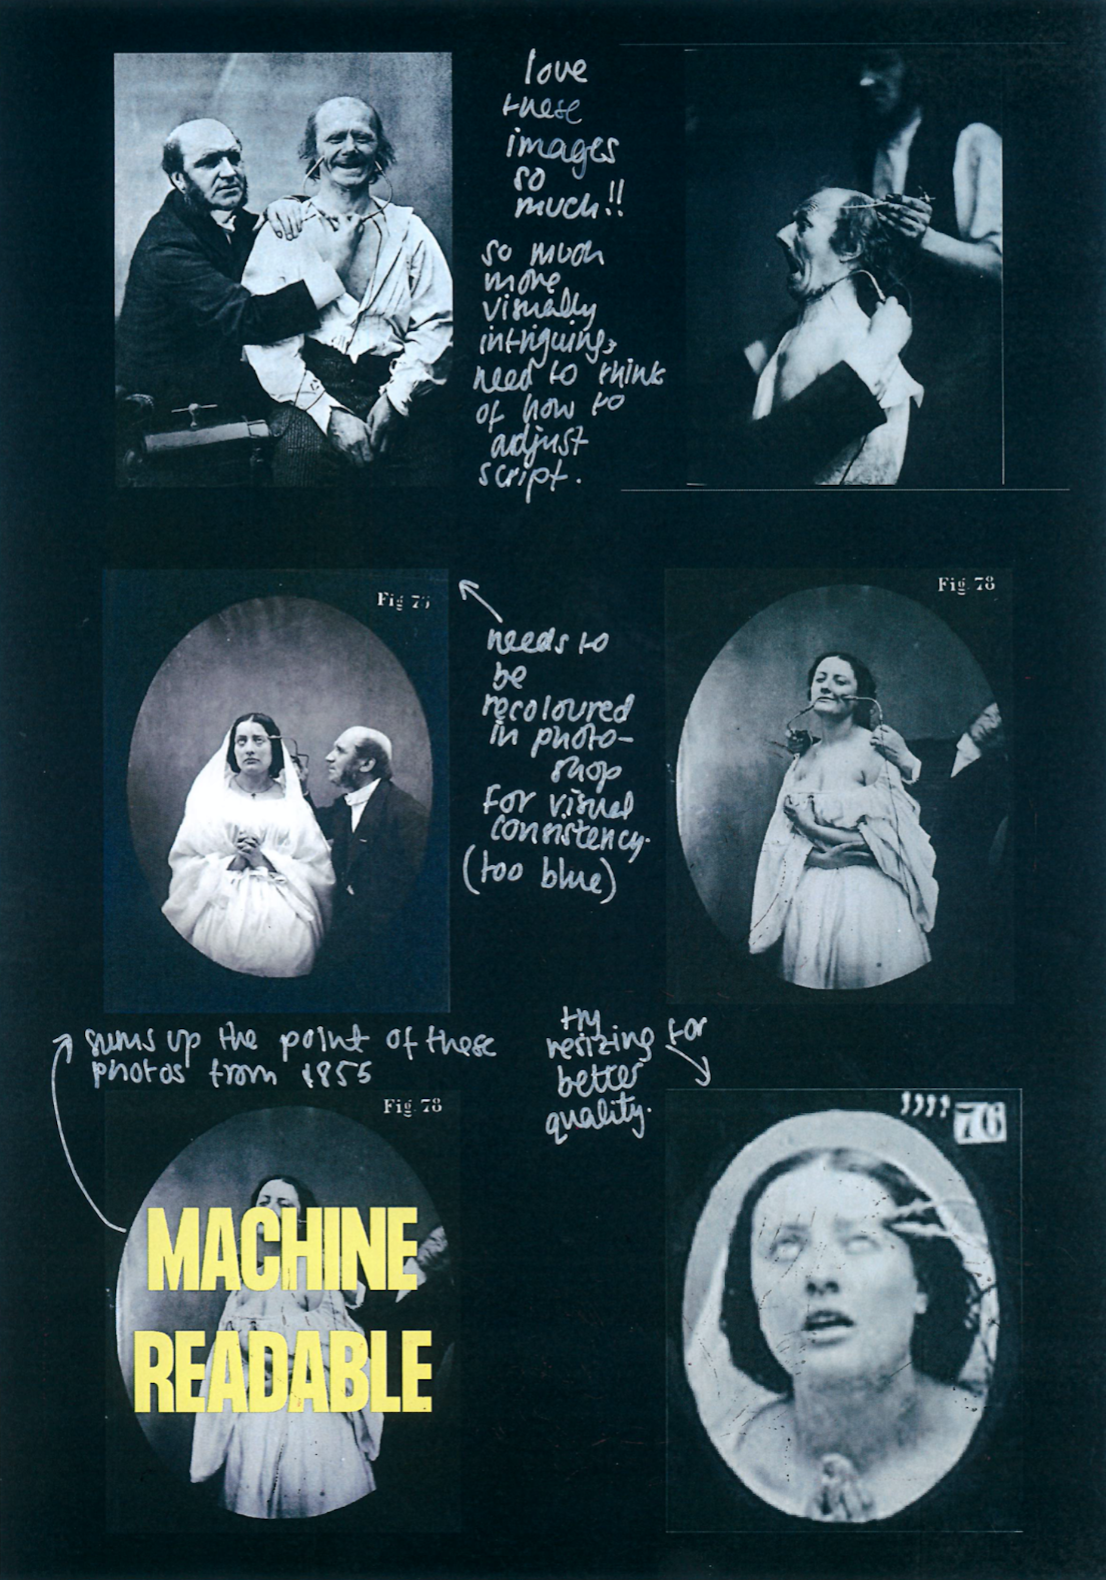 love
these
images
so
much!!
so much
more
visually
intriguing,
need to think
of how to
adjust
script.
Fig. 75
Fig. 78
needs to
be
recoloured
in photo-
shop
for visual
consistency.
(too blue)
sums up the point of these
photos from 1855
try
resizing for
better
quality.
Fig. 78
76
MACHINE
READABLE